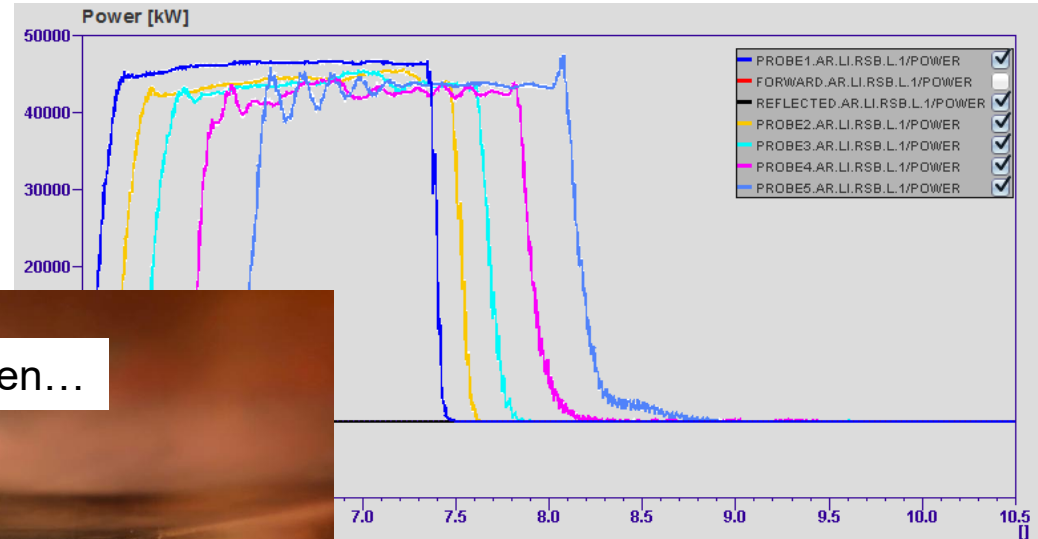 Power [kW]
50000
40000
30000
20000
PROBE1.AR.LI.RSB.L.1/POWER
FORWARD.AR.LI.RSB.L.1/POWER
REFLECTED.AR.LI.RSB.L.1/POWER
PROBE2.AR.LI.RSB.L.1/POWER
PROBE3.AR.LI.RSB.L.1/POWER
PROBE4.AR.LI.RSB.L.1/POWER
PROBE5.AR.LI.RSB.L.1/POWER
en…
7.0 7.5 8.0 8.5 9.0 9.5 10.0 10.5
[]